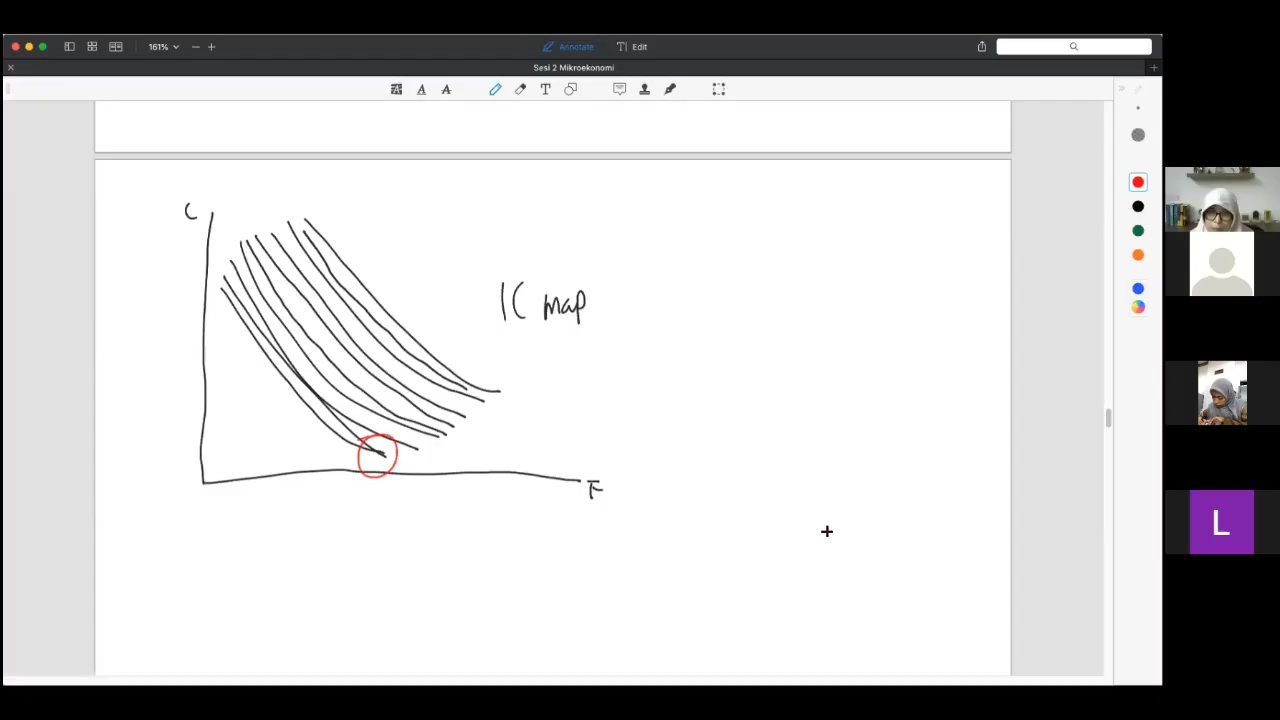 161%
Annotate
T Edit
Sesi 2 Mikroekonomi
A A A T
C
IC map
F
L